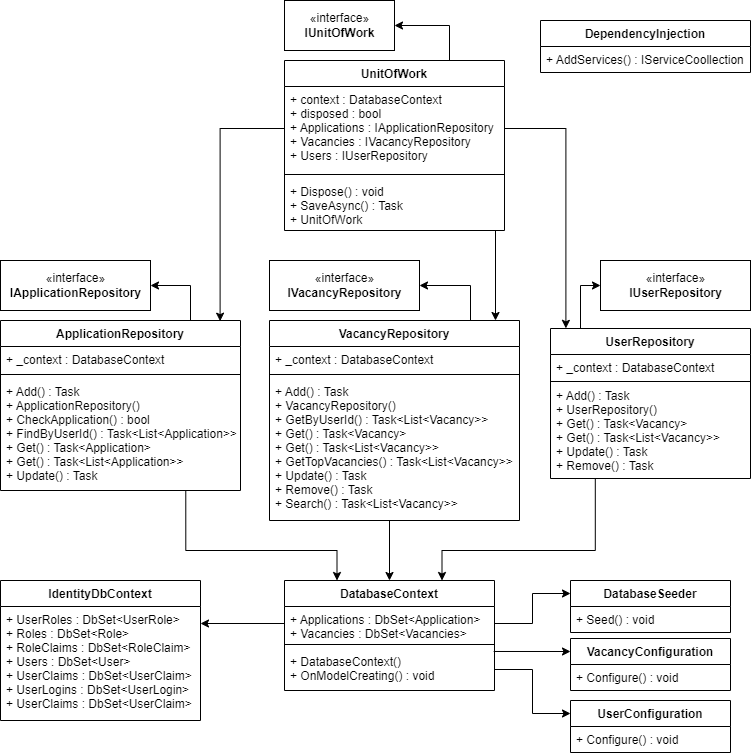 «interface»
IUnitOfWork
DependencyInjection
+ AddServices() : IServiceCoollection
UnitOfWork
+ context : DatabaseContext
+ disposed : bool
+ Applications : IApplicationRepository
+ Vacancies : IVacancyRepository
+ Users : IUserRepository
+ Dispose() : void
+ SaveAsync() : Task
+ UnitOfWork
«interface»
IApplicationRepository
«interface»
IVacancyRepository
«interface»
IUserRepository
ApplicationRepository
+ _context : DatabaseContext
+ Add() : Task
+ ApplicationRepository()
+ CheckApplication() : bool
+ FindByUserId() : Task<List<Application>>
+ Get() : Task<Application>
+ Get() : Task<List<Application>>
+ Update() : Task
VacancyRepository
+ _context : DatabaseContext
+ Add() : Task
+ VacancyRepository()
+ GetByUserId() : Task<List<Vacancy>>
+ Get() : Task<Vacancy>
+ Get() : Task<List<Vacancy>>
+ GetTopVacancies() : Task<List<Vacancy>>
+ Update() : Task
+ Remove() : Task
+ Search() : Task<List<Vacancy>>
UserRepository
+ _context : DatabaseContext
+ Add() : Task
+ UserRepository()
+ Get() : Task<Vacancy>
+ Get() : Task<List<Vacancy>>
+ Update() : Task
+ Remove() : Task
IdentityDbContext
+ UserRoles : DbSet<UserRole>
+ Roles : DbSet<Role>
+ RoleClaims : DbSet<RoleClaim>
+ Users : DbSet<User>
+ UserClaims : DbSet<UserClaim>
+ UserLogins : DbSet<UserLogin>
+ UserClaims : DbSet<UserClaim>
DatabaseContext
+ Applications : DbSet<Application>
+ Vacancies : DbSet<Vacancies>
+ DatabaseContext()
+ OnModelCreating() : void
DatabaseSeeder
+ Seed() : void
VacancyConfiguration
+ Configure() : void
UserConfiguration
+ Configure() : void